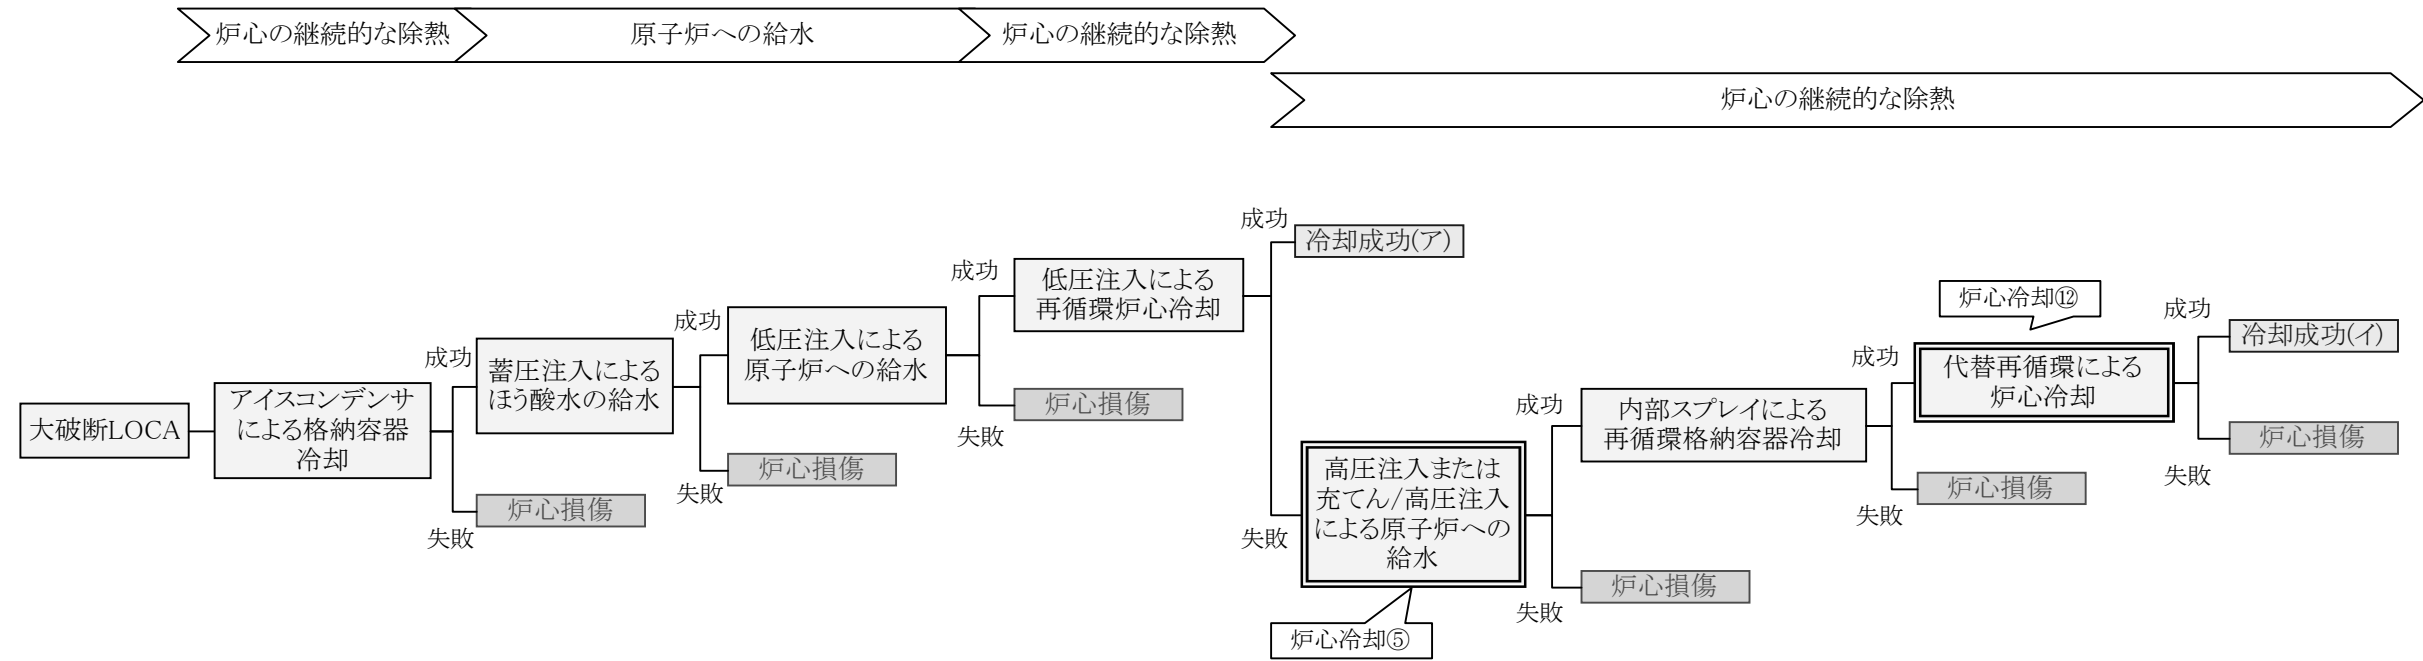 炉心の継続的な除熱
原子炉への給水
炉心の継続的な除熱
炉心の継続的な除熱
大破断LOCA
アイスコンデンサ
による格納容器
冷却
成功
失敗
蓄圧注入による
ほう酸水の給水
炉心損傷
成功
失敗
低圧注入による
原子炉への給水
炉心損傷
成功
失敗
低圧注入による
再循環炉心冷却
炉心損傷
成功
失敗
冷却成功(ア)
高圧注入または
充てん/高圧注入
による原子炉への
給水
炉心冷却⑤
成功
失敗
内部スプレイによる
再循環格納容器冷却
炉心損傷
成功
失敗
炉心冷却⑫
代替再循環による
炉心冷却
炉心損傷
成功
失敗
冷却成功(イ)
炉心損傷